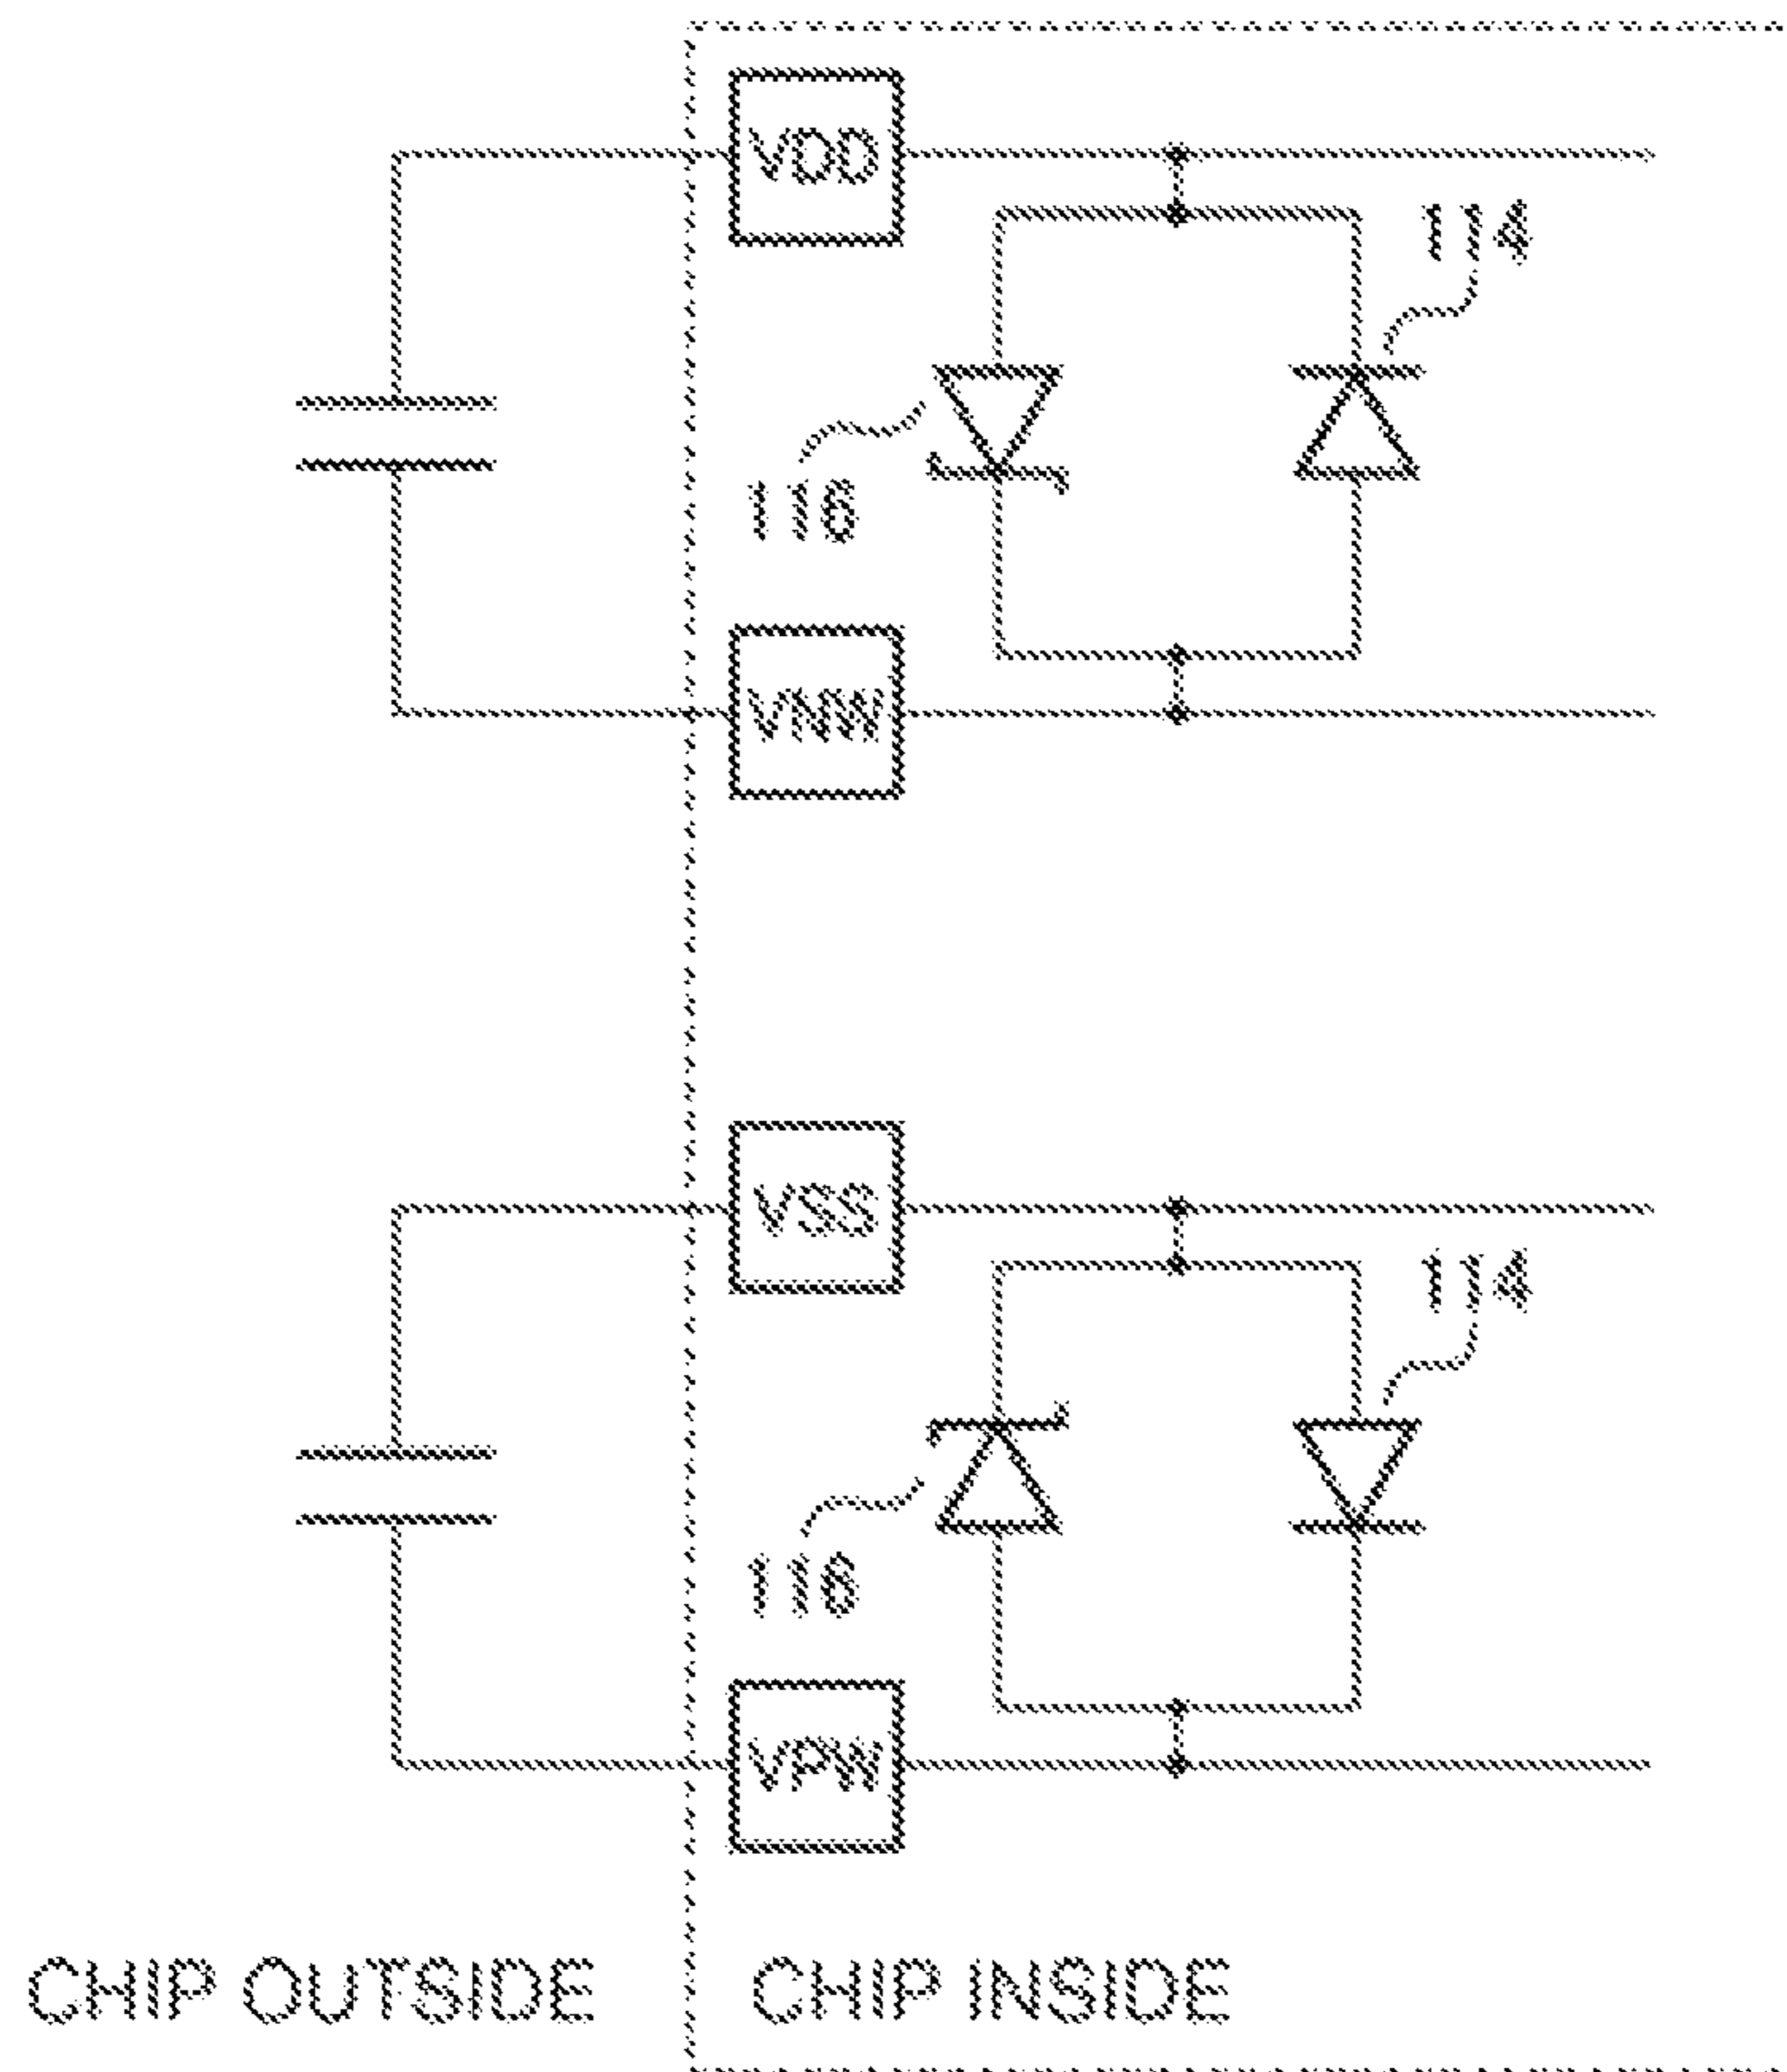 VDD
114
116
VNW
VSS
114
116
VPW
CHIP OUTSIDE
CHIP INSIDE